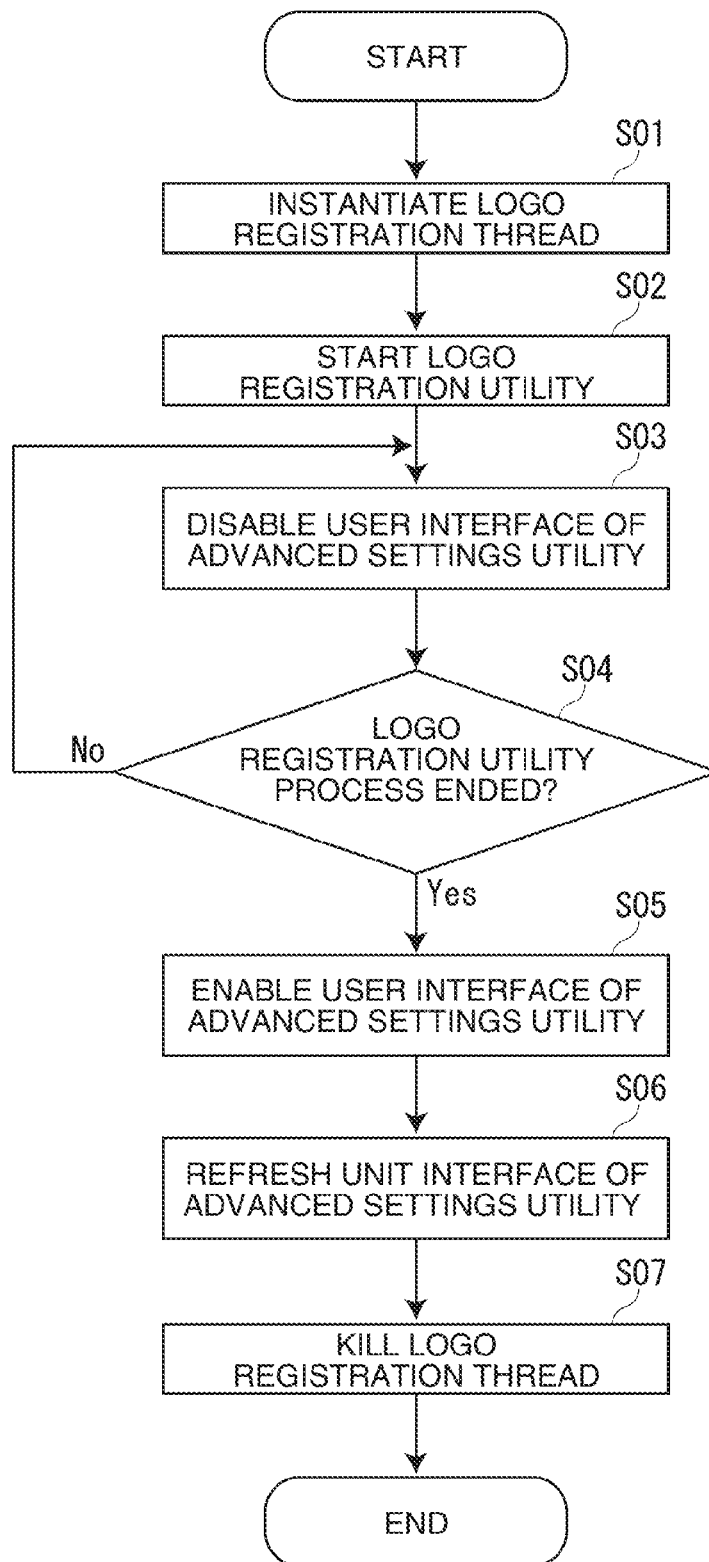 START
S01
INSTANTIATE LOGO
REGISTRATION THREAD
S02
START LOGO
REGISTRATION UTILITY
S03
DISABLE USER INTERFACE OF
ADVANCED SETTINGS UTILITY
S04
LOGO
REGISTRATION UTILITY
PROCESS ENDED?
No
Yes
S05
ENABLE USER INTERFACE OF
ADVANCED SETTINGS UTILITY
S06
REFRESH UNIT INTERFACE OF
ADVANCED SETTINGS UTILITY
S07
KILL LOGO
REGISTRATION THREAD
END